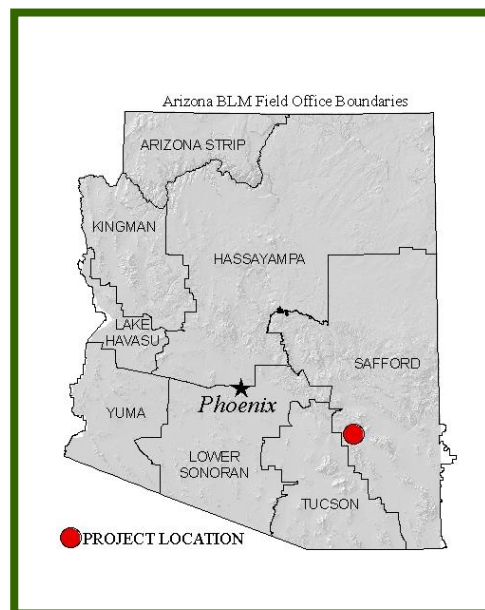 Arizona BLM Field Office Boundaries
ARIZONA STRIP
KINGMAN
HASSAYAMPA
LAKE
HAVASU
SAFFORD
Phoenix
YUMA
LOWER
SONORAN
TUCSON
PROJECT LOCATION